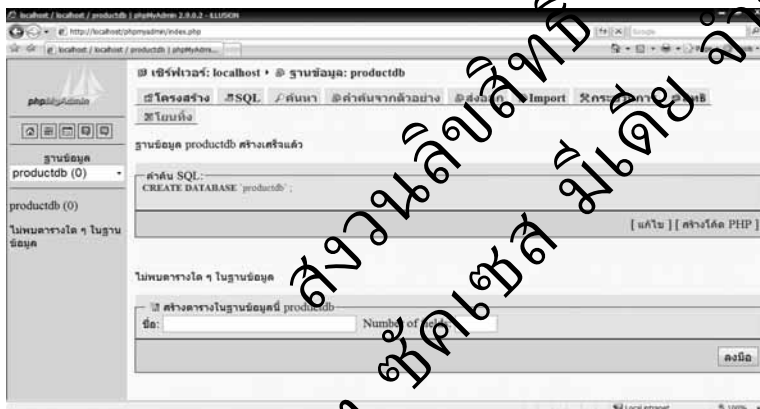 localhost / localhost / productdb | phpMyAdmin 2.9.0.2 - ILLUSION
http://localhost/phpmyadmin/index.php
localhost / localhost / productdb | phpMyAdm...
phpMyAdmin
ฐานข้อมูล
productdb (0)
productdb (0)
ไม่พบตารางใด ๆ ในฐานข้อมูล
เซิร์ฟเวอร์: localhost ฐานข้อมูล: productdb
โครงสร้าง SQL ค้นหา คำค้นจากตัวอย่าง ส่งออก Import
โยนทิ้ง
ฐานข้อมูล productdb สร้างเสร็จแล้ว
คำค้น SQL:
CREATE DATABASE `productdb` ;
[ แก้ไข ] [ สร้างโค้ด PHP ]
ไม่พบตารางใด ๆ ในฐานข้อมูล
สร้างตารางในฐานข้อมูลนี้ productdb
ชื่อ: Number of fields:
ลงมือ
Local intranet 100%
สงวนลิขสิทธิ์
ซัคเซส มีเดีย จำ